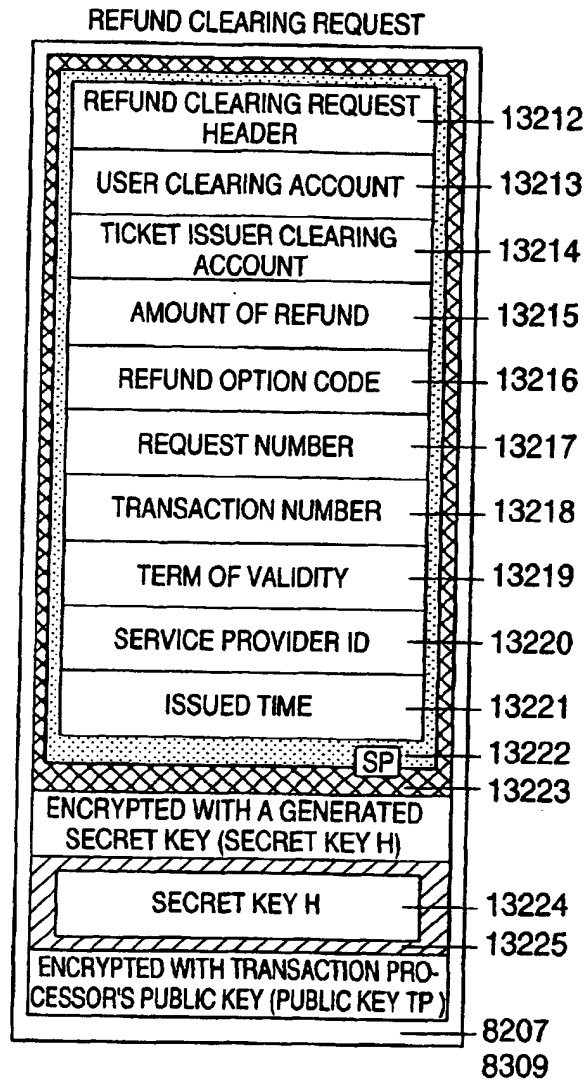 REFUND CLEARING REQUEST
REFUND CLEARING REQUEST
HEADER
13212
USER CLEARING ACCOUNT
13213
TICKET ISSUER CLEARING
ACCOUNT
13214
AMOUNT OF REFUND
13215
REFUND OPTION CODE
13216
REQUEST NUMBER
13217
TRANSACTION NUMBER
13218
TERM OF VALIDITY
13219
SERVICE PROVIDER ID
13220
ISSUED TIME
13221
SP
13222
13223
ENCRYPTED WITH A GENERATED
SECRET KEY (SECRET KEY H)
SECRET KEY H
13224
13225
ENCRYPTED WITH TRANSACTION PRO-
CESSOR'S PUBLIC KEY (PUBLIC KEY TP)
8207
8309